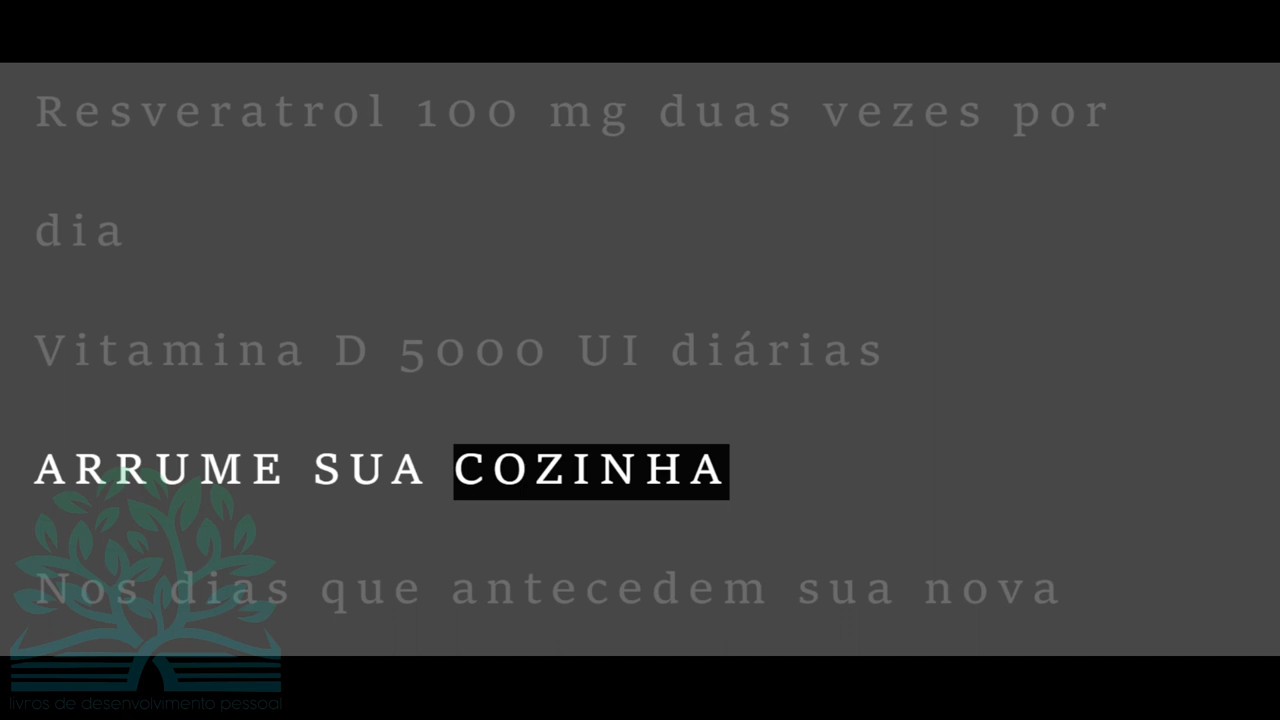 Resveratrol 100 mg duas vezes por
dia
Vitamina D 5000 UI diárias
ARRUME SUA COZINHA
Nos dias que antecedem sua nova
livros de desenvolvimento pessoal